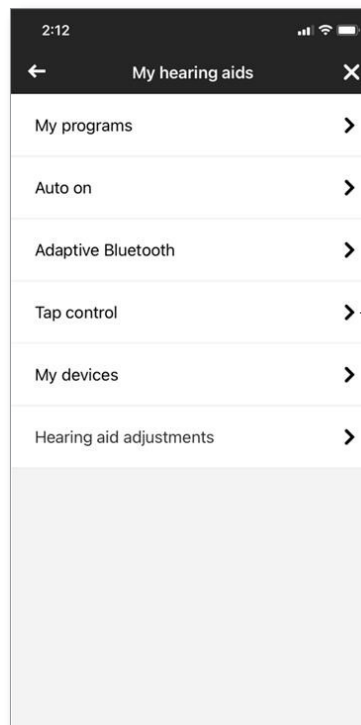 2:12
My hearing aids
My programs
Auto on
Adaptive Bluetooth
Tap control
My devices
Hearing aid adjustments